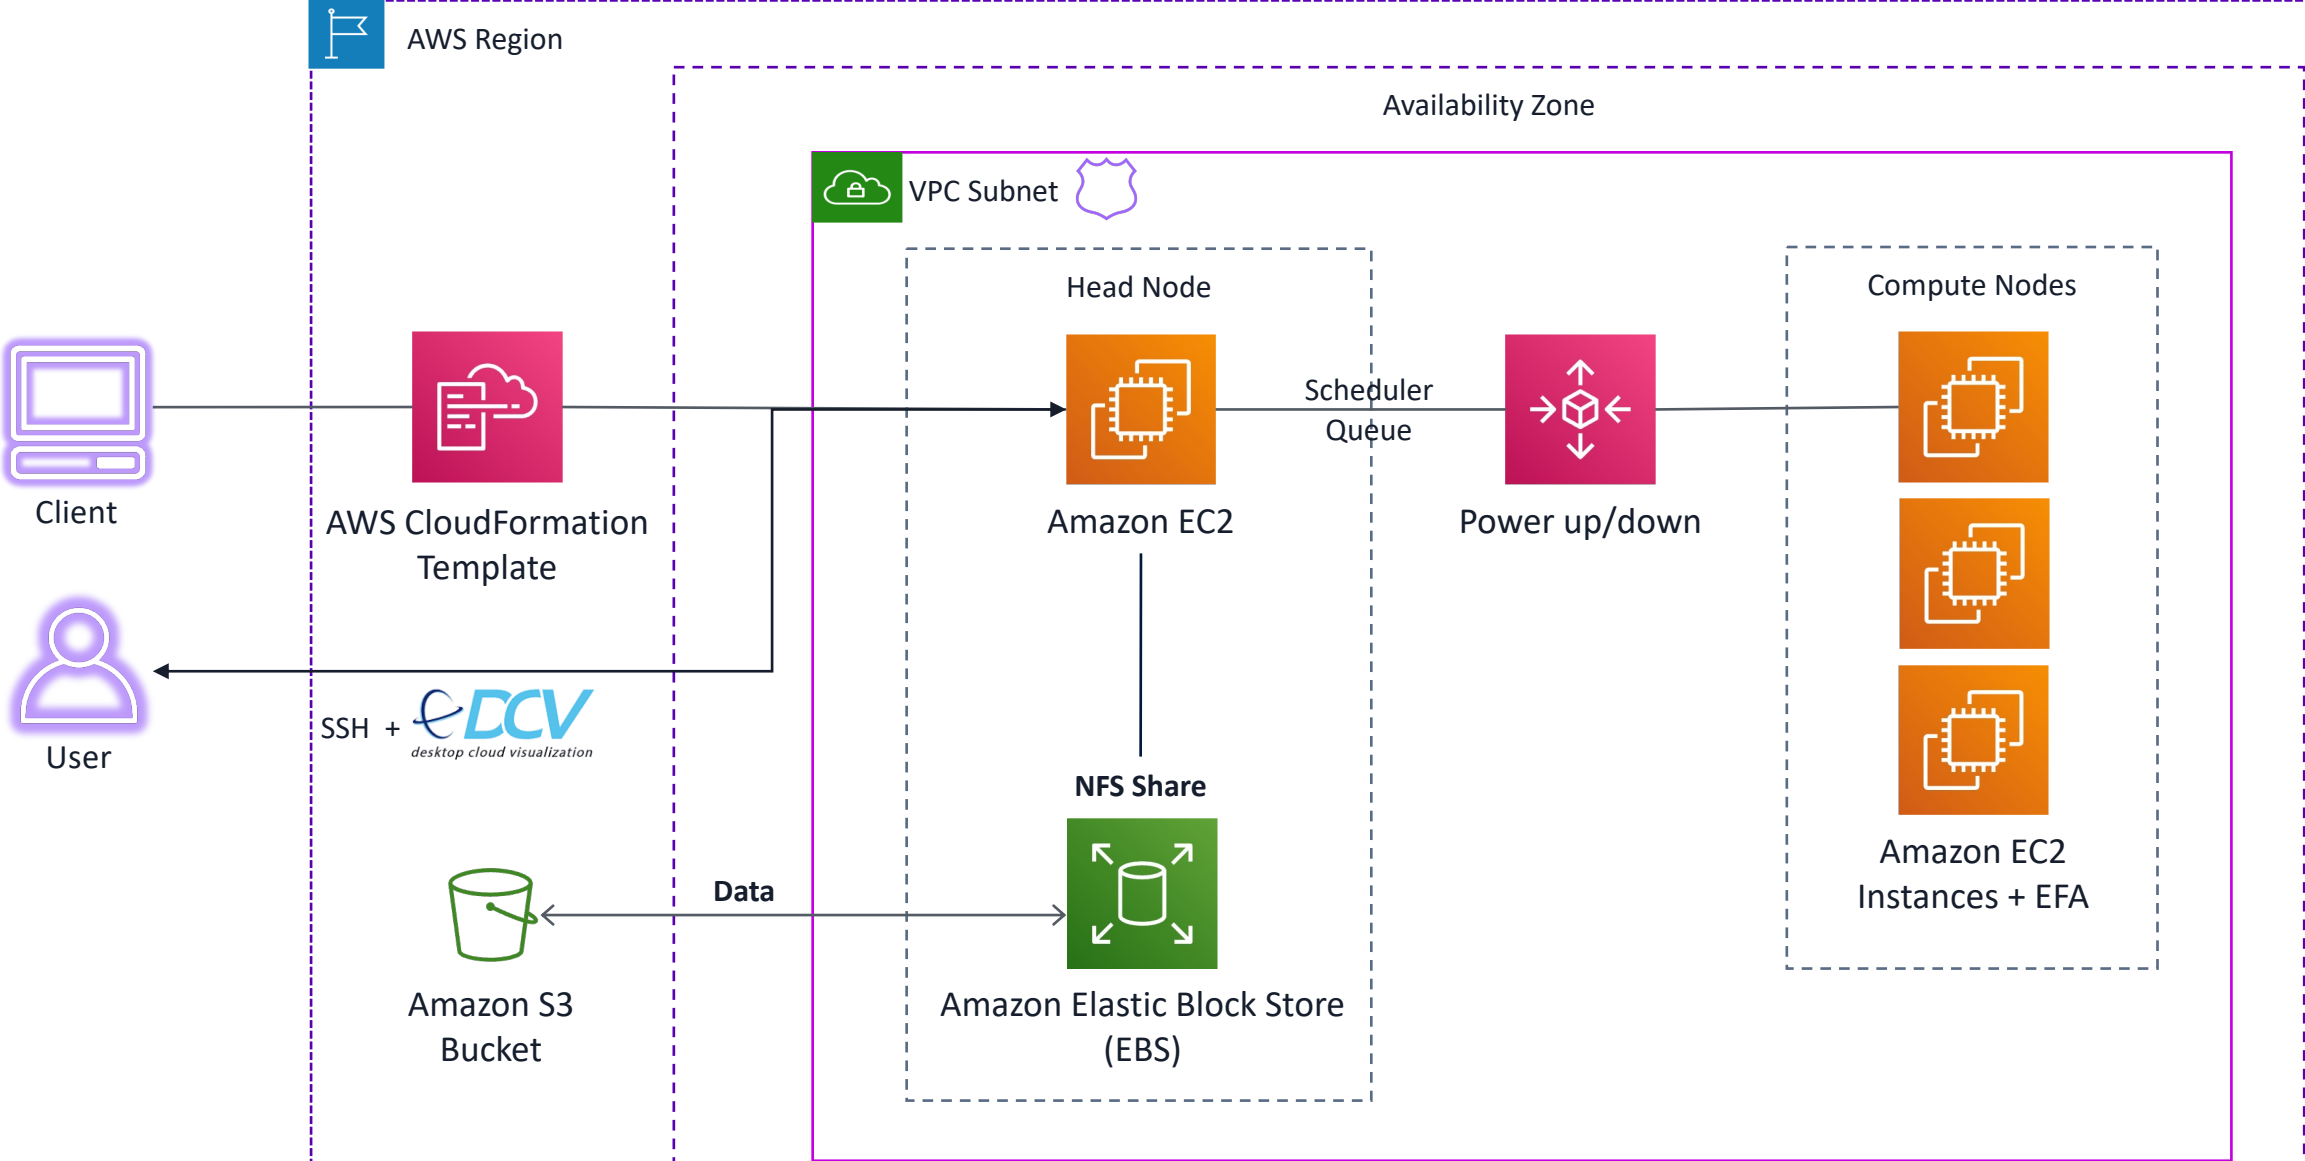 AWS Region
Availability Zone
VPC Subnet
Head Node
Compute Nodes
Scheduler
Queue
Client
AWS CloudFormation
Template
Amazon EC2
Power up/down
User
SSH +
DCV
desktop cloud visualization
NFS Share
Data
Amazon EC2
Instances + EFA
Amazon S3
Bucket
Amazon Elastic Block Store
(EBS)